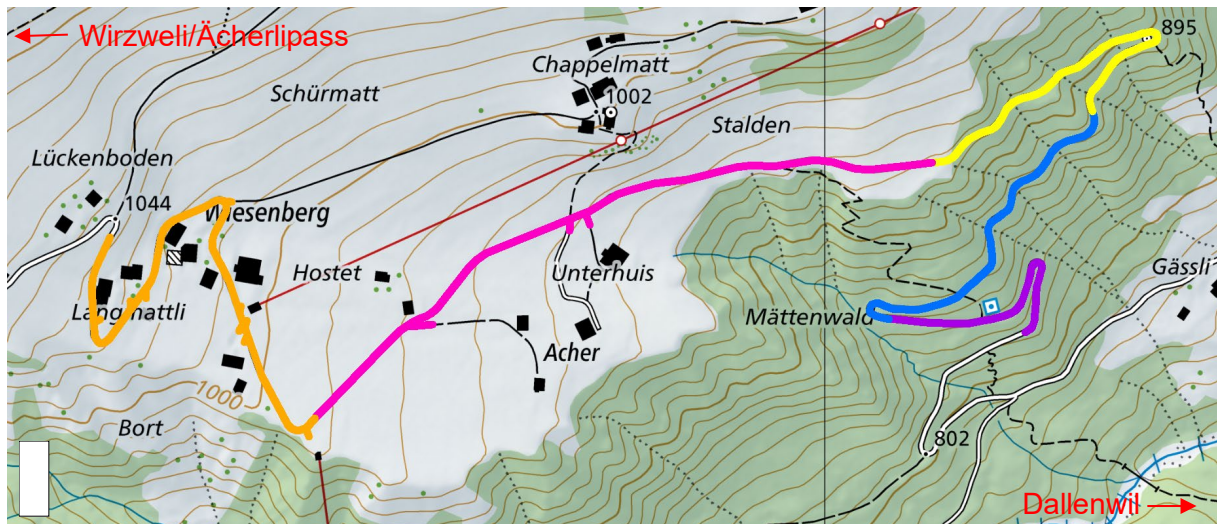 Wirzweli/Ächerlipass
895
Chappelmatt
Schürmatt
1002
Stalden
Lückenboden
1044
Wiesenberg
Hostet
Unterhuis
Gässli
Langmattli
Mättenwald
Acher
1000
Bort
802
Dallenwil